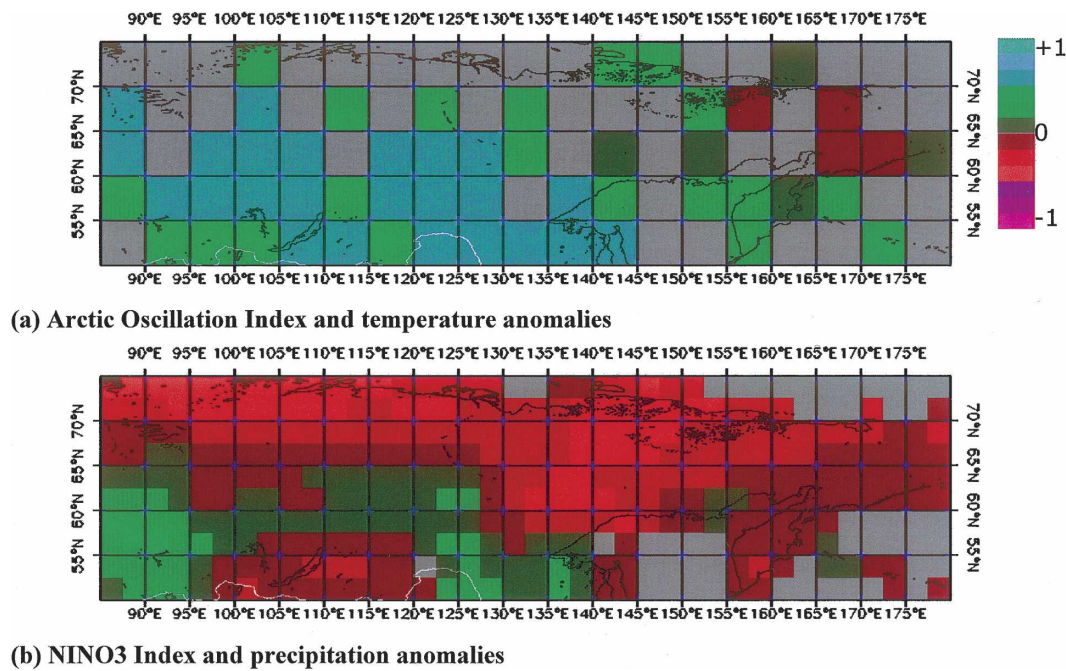 90°E 95°E 100°E 105°E 110°E 115°E 120°E 125°E 130°E 135°E 140°E 145°E 150°E 155°E 160°E 165°E 170°E 175°E
70°N 65°N 60°N 55°N
70°N 65°N 60°N 55°N
+1
0
-1
90°E 95°E 100°E 105°E 110°E 115°E 120°E 125°E 130°E 135°E 140°E 145°E 150°E 155°E 160°E 165°E 170°E 175°E
(a) Arctic Oscillation Index and temperature anomalies
90°E 95°E 100°E 105°E 110°E 115°E 120°E 125°E 130°E 135°E 140°E 145°E 150°E 155°E 160°E 165°E 170°E 175°E
70°N 65°N 60°N 55°N
70°N 65°N 60°N 55°N
90°E 95°E 100°E 105°E 110°E 115°E 120°E 125°E 130°E 135°E 140°E 145°E 150°E 155°E 160°E 165°E 170°E 175°E
(b) NINO3 Index and precipitation anomalies